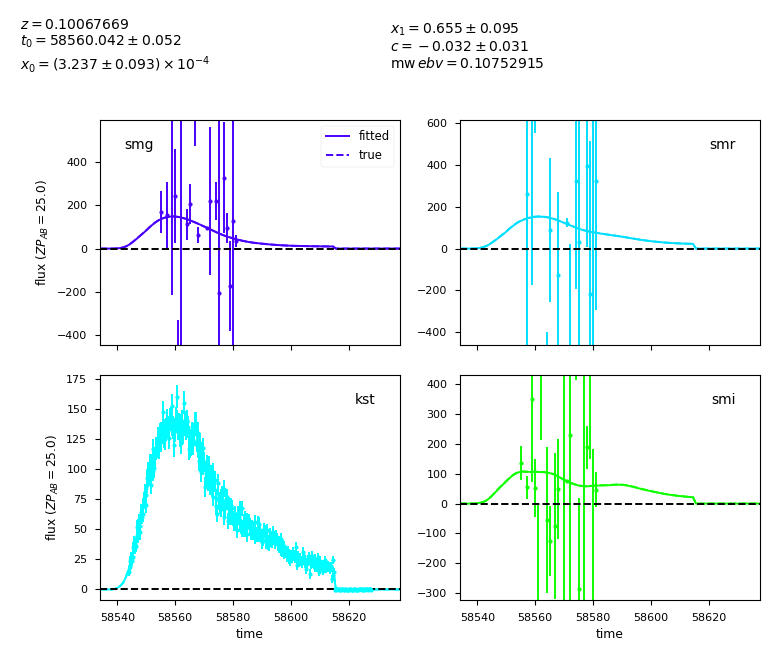 z = 0.10067669
t₀ = 58560.042 ± 0.052
x₀ = (3.237 ± 0.093) × 10⁻⁴
x₁ = 0.655 ± 0.095
c = −0.032 ± 0.031
mw ebv = 0.10752915
smg
fitted
true
400
200
0
−200
−400
flux (ZP_AB = 25.0)
smr
600
400
200
0
−200
−400
kst
175
150
125
100
75
50
25
0
flux (ZP_AB = 25.0)
58540 58560 58580 58600 58620
time
smi
400
300
200
100
0
−100
−200
−300
58540 58560 58580 58600 58620
time